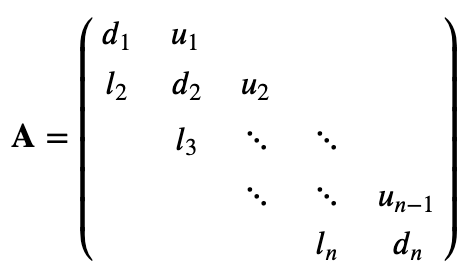 d₁ u₁
l₂ d₂ u₂
A = l₃ ⋱ ⋱
⋱ ⋱ uₙ₋₁
lₙ dₙ